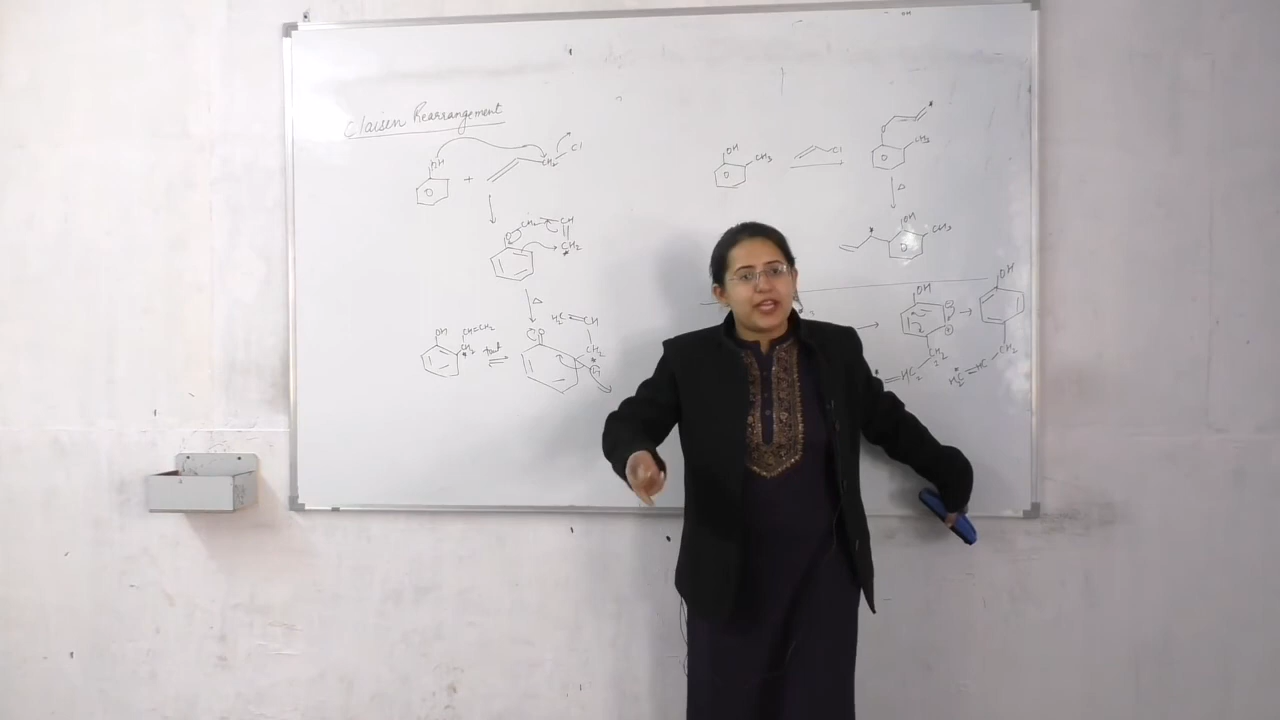 Claisen Rearrangement
OH
+
CH2
Cl
O
CH2
CH
CH2
*
Δ
OH
CH=CH2
CH2
*
taut
O
H2C
CH
CH2
*
H
OH
CH3
Cl
O
*
CH3
Δ
OH
*
CH3
OH
CH2
HC
OH
CH2
HC
H2C
*